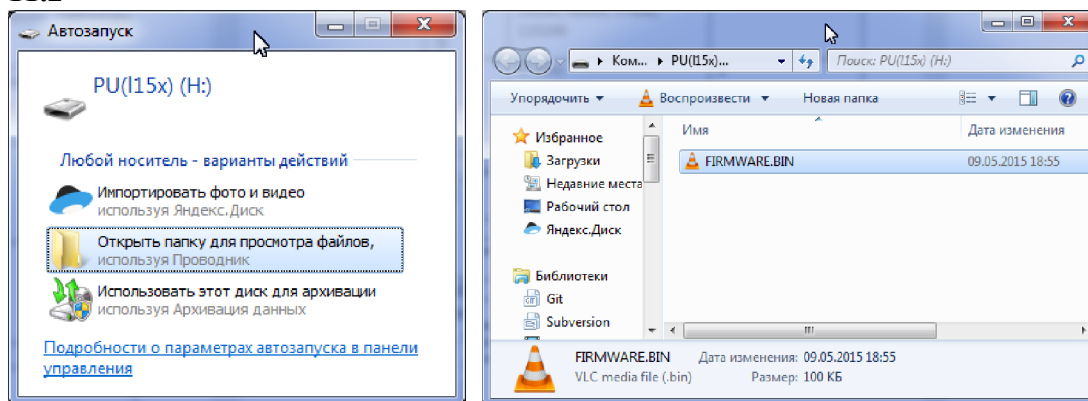 Автозапуск
PU(l15x) (H:)
Любой носитель - варианты действий
Импортировать фото и видео
используя Яндекс.Диск
Открыть папку для просмотра файлов,
используя Проводник
Использовать этот диск для архивации
используя Архивация данных
Подробности о параметрах автозапуска в панели
управления
Ком... PU(l15x)...
Поиск: PU(l15x) (H:)
Упорядочить Воспроизвести Новая папка
Имя Дата изменения
FIRMWARE.BIN 09.05.2015 18:55
Избранное
Загрузки
Недавние места
Рабочий стол
Яндекс.Диск
Библиотеки
Git
Subversion
FIRMWARE.BIN Дата изменения: 09.05.2015 18:55
VLC media file (.bin) Размер: 100 КБ